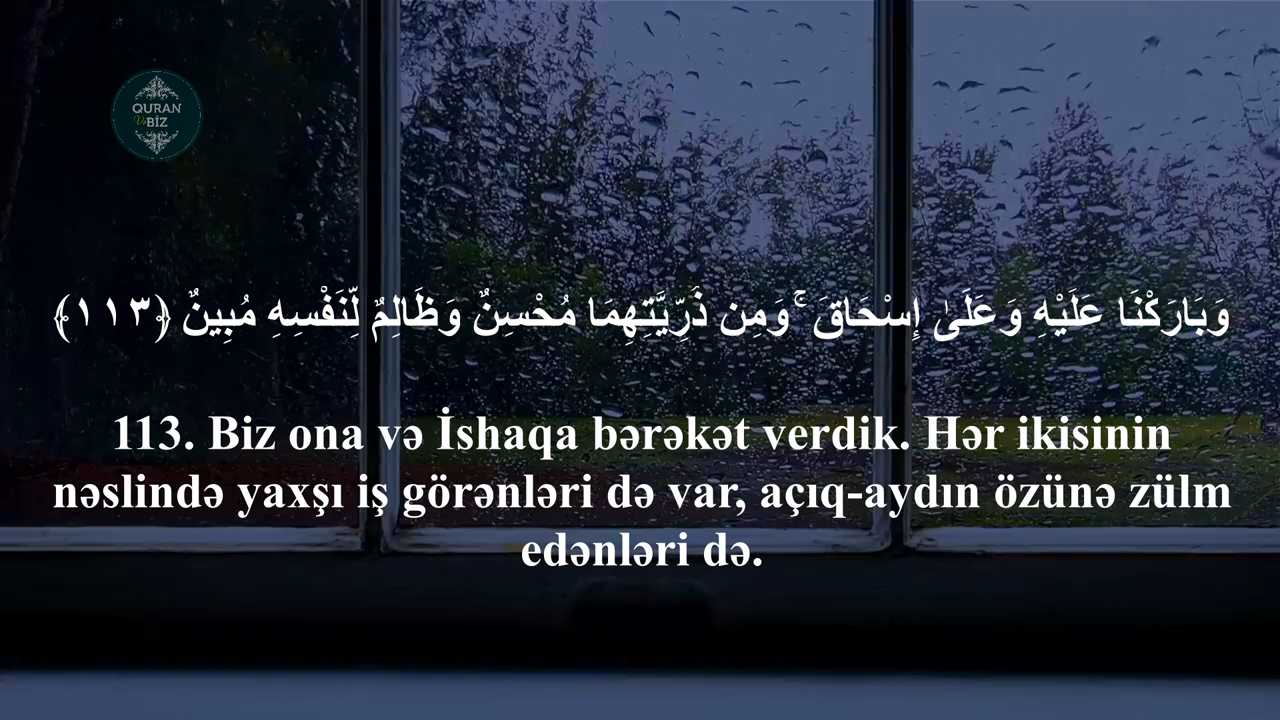 QURAN
Və
BİZ
وَبَارَكْنَا عَلَيْهِ وَعَلَىٰ إِسْحَاقَ ۚ وَمِن ذُرِّيَّتِهِمَا مُحْسِنٌ وَظَالِمٌ لِّنَفْسِهِ مُبِينٌ ﴿١١٣﴾
113. Biz ona və İshaqa bərəkət verdik. Hər ikisinin
nəslində yaxşı iş görənləri də var, açıq-aydın özünə zülm
edənləri də.